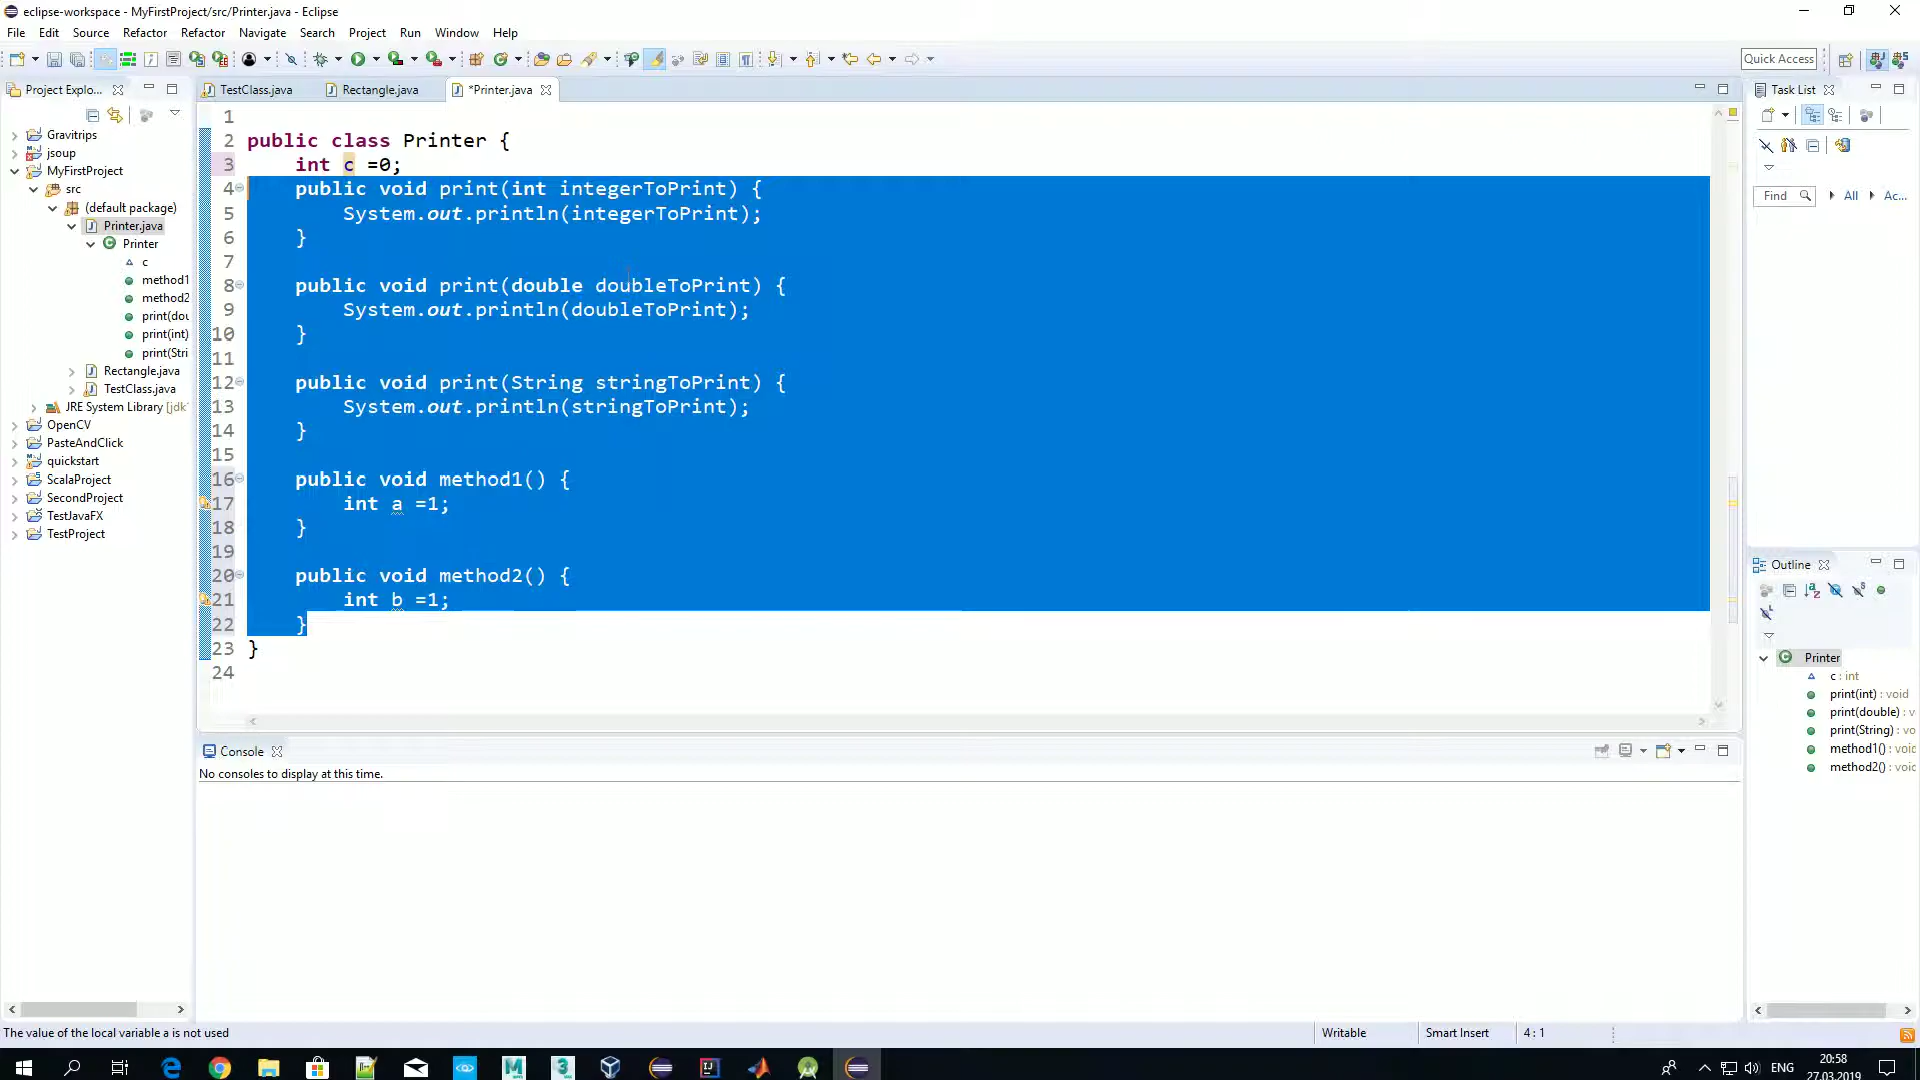 eclipse-workspace - MyFirstProject/src/Printer.java - Eclipse
File Edit Source Refactor Refactor Navigate Search Project Run Window Help
Quick Access
Project Explo...
Gravitrips
jsoup
MyFirstProject
src
(default package)
Printer.java
Printer
c
method1
method2
print(dou
print(int)
print(Stri
Rectangle.java
TestClass.java
JRE System Library [jdk
OpenCV
PasteAndClick
quickstart
ScalaProject
SecondProject
TestJavaFX
TestProject
TestClass.java Rectangle.java *Printer.java
1
2 public class Printer {
3 int c =0;
4 public void print(int integerToPrint) {
5 System.out.println(integerToPrint);
6 }
7
8 public void print(double doubleToPrint) {
9 System.out.println(doubleToPrint);
10 }
11
12 public void print(String stringToPrint) {
13 System.out.println(stringToPrint);
14 }
15
16 public void method1() {
17 int a =1;
18 }
19
20 public void method2() {
21 int b =1;
22 }
23 }
24
Console
No consoles to display at this time.
Task List
Find All Ac...
Outline
Printer
c : int
print(int) : void
print(double) : v
print(String) : vo
method1() : voic
method2() : voic
The value of the local variable a is not used
Writable Smart Insert 4 : 1
ENG
20:58
27.03.2019